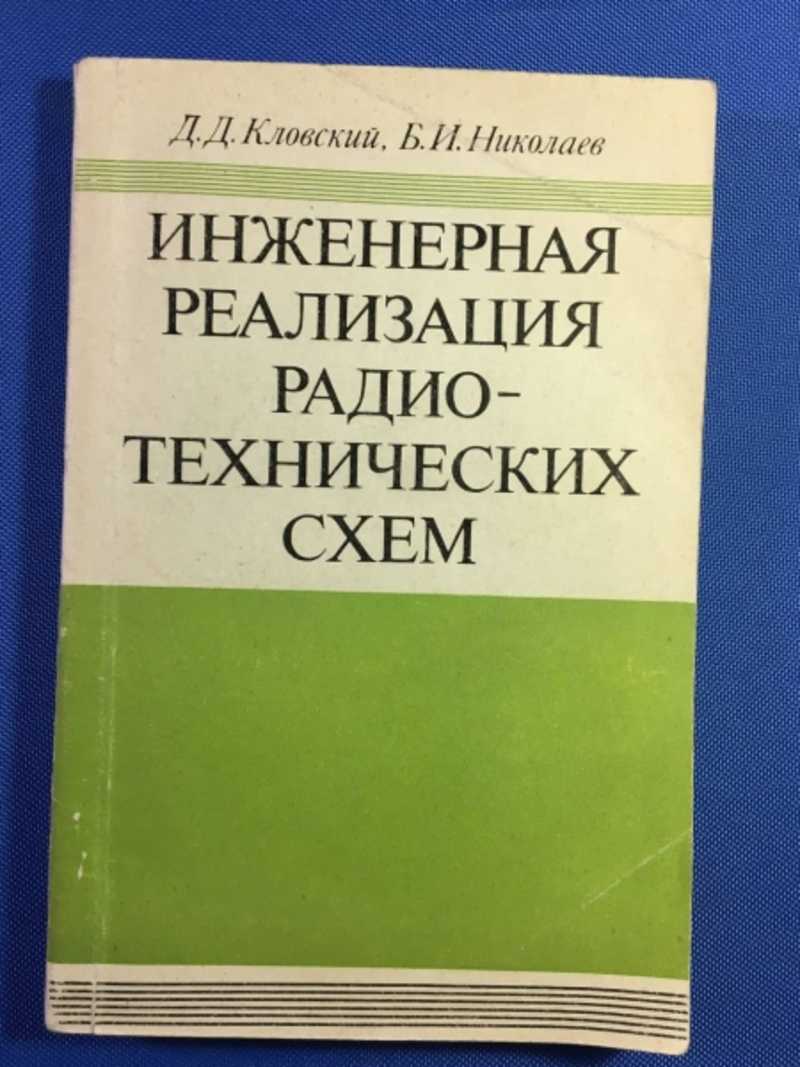 Д.Д.Кловский, Б.И.Николаев
ИНЖЕНЕРНАЯ
РЕАЛИЗАЦИЯ
РАДИО-
ТЕХНИЧЕСКИХ
СХЕМ